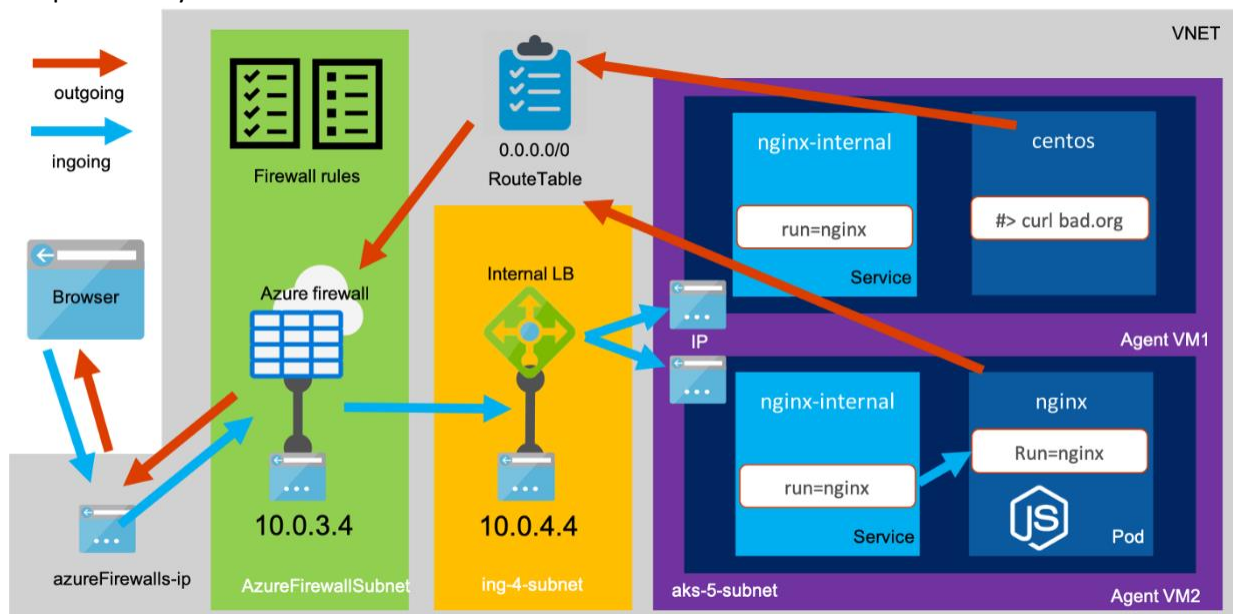 VNET
outgoing
ingoing
Firewall rules
0.0.0.0/0
RouteTable
nginx-internal
run=nginx
Service
centos
#> curl bad.org
Agent VM1
Browser
Azure firewall
Internal LB
IP
nginx-internal
run=nginx
Service
nginx
Run=nginx
JS
Pod
10.0.3.4
10.0.4.4
azureFirewalls-ip
AzureFirewallSubnet
ing-4-subnet
aks-5-subnet
Agent VM2